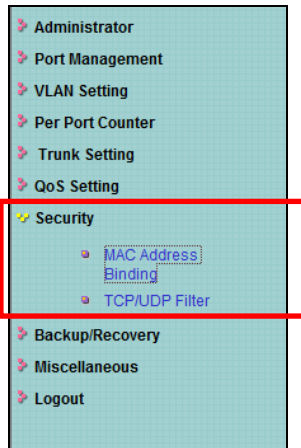 Administrator
Port Management
VLAN Setting
Per Port Counter
Trunk Setting
QoS Setting
Security
MAC Address
Binding
TCP/UDP Filter
Backup/Recovery
Miscellaneous
Logout